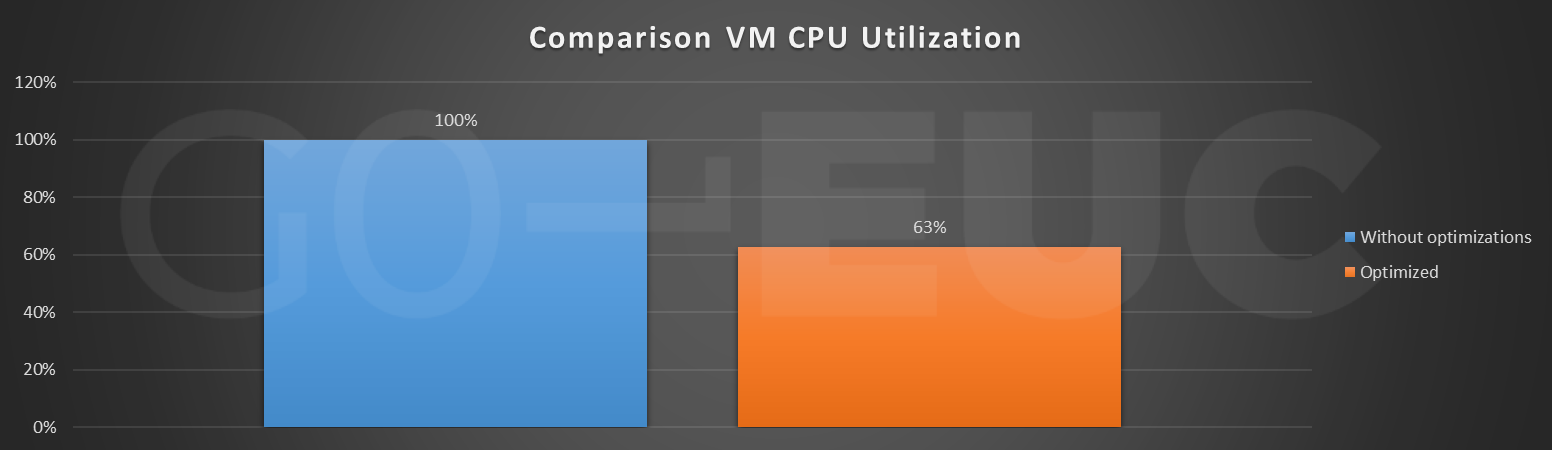 Comparison VM CPU Utilization
120%
100%
100%
80%
63%
60%
40%
20%
0%
Without optimizations
Optimized
GO-EUC